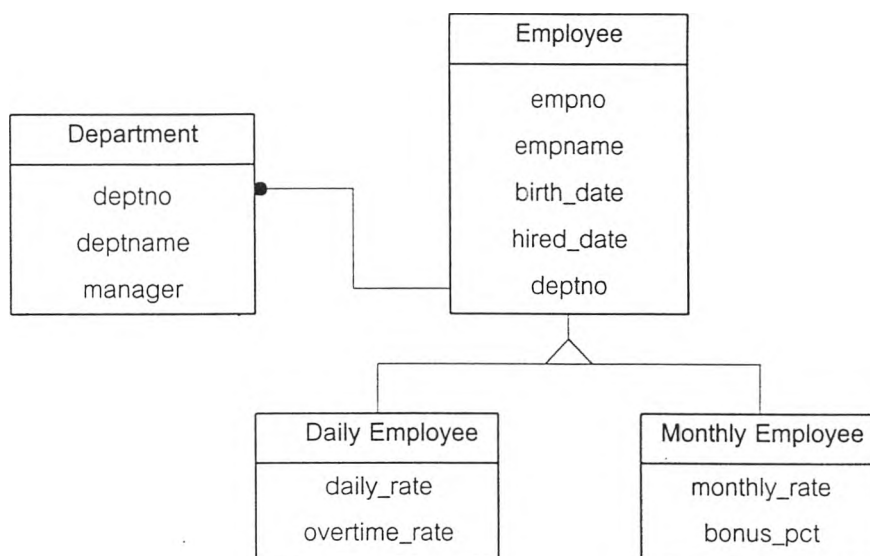 Employee
empno
empname
birth_date
hired_date
deptno
Department
deptno
deptname
manager
Daily Employee
daily_rate
overtime_rate
Monthly Employee
monthly_rate
bonus_pct